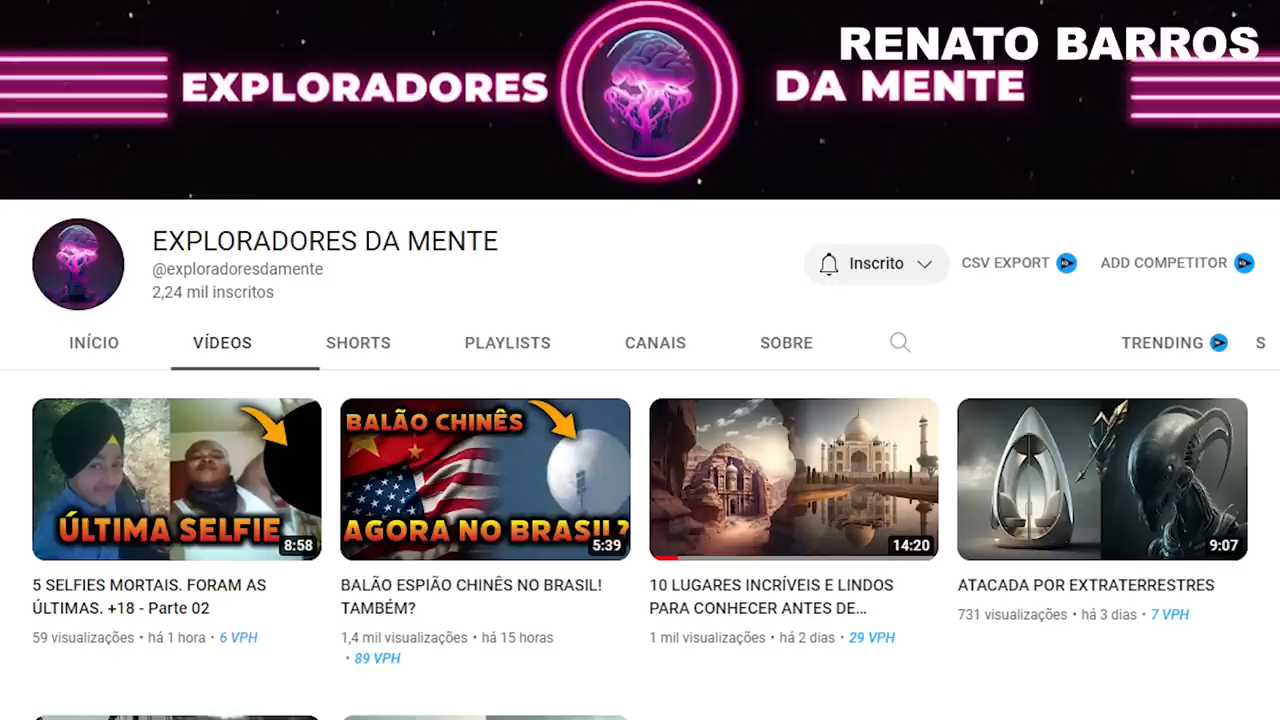 RENATO BARROS
EXPLORADORES DA MENTE
EXPLORADORES DA MENTE
@exploradoresdamente
2,24 mil inscritos
Inscrito
CSV EXPORT
ADD COMPETITOR
INÍCIO
VÍDEOS
SHORTS
PLAYLISTS
CANAIS
SOBRE
TRENDING
S
ÚLTIMA SELFIE
8:58
BALÃO CHINÊS
AGORA NO BRASIL?
5:39
14:20
9:07
5 SELFIES MORTAIS. FORAM AS
ÚLTIMAS. +18 - Parte 02
59 visualizações • há 1 hora • 6 VPH
BALÃO ESPIÃO CHINÊS NO BRASIL!
TAMBÉM?
1,4 mil visualizações • há 15 horas
• 89 VPH
10 LUGARES INCRÍVEIS E LINDOS
PARA CONHECER ANTES DE...
1 mil visualizações • há 2 dias • 29 VPH
ATACADA POR EXTRATERRESTRES
731 visualizações • há 3 dias • 7 VPH